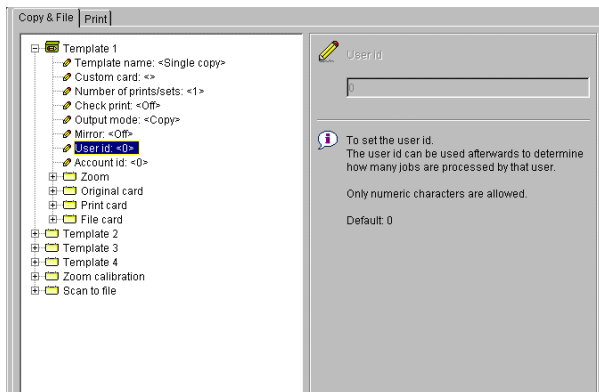 Copy & File
Print
Template 1
Template name: <Single copy>
Custom card: <>
Number of prints/sets: <1>
Check print: <Off>
Output mode: <Copy>
Mirror: <Off>
User id: <0>
Account id: <0>
Zoom
Original card
Print card
File card
Template 2
Template 3
Template 4
Zoom calibration
Scan to file
User id
0
To set the user id.
The user id can be used afterwards to determine
how many jobs are processed by that user.
Only numeric characters are allowed.
Default: 0